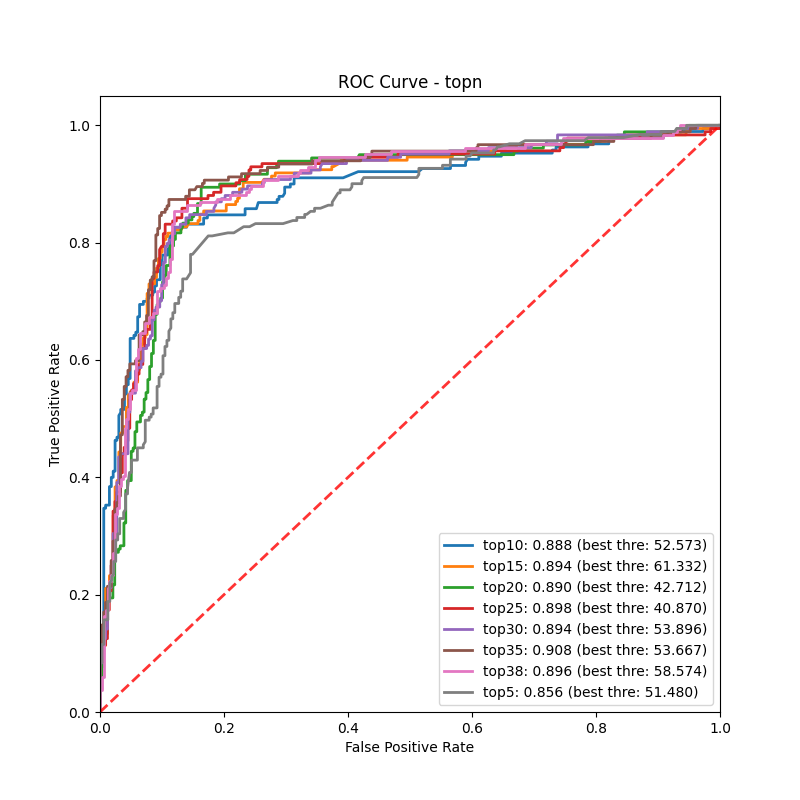 ROC Curve - topn
1.0
0.8
0.6
0.4
0.2
0.0
True Positive Rate
top10: 0.888 (best thre: 52.573)
top15: 0.894 (best thre: 61.332)
top20: 0.890 (best thre: 42.712)
top25: 0.898 (best thre: 40.870)
top30: 0.894 (best thre: 53.896)
top35: 0.908 (best thre: 53.667)
top38: 0.896 (best thre: 58.574)
top5: 0.856 (best thre: 51.480)
0.0 0.2 0.4 0.6 0.8 1.0
False Positive Rate